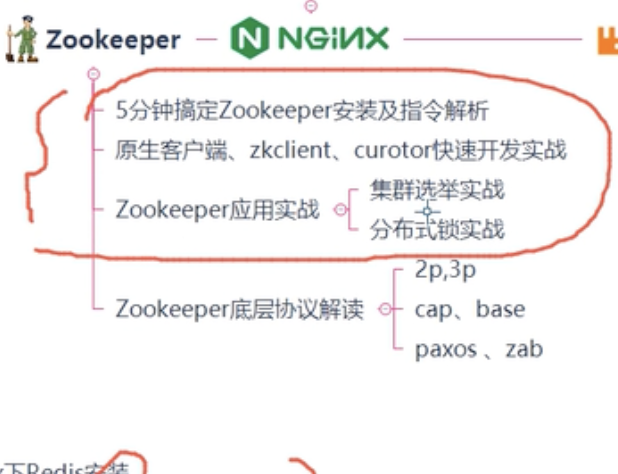 Zookeeper
NGINX
5分钟搞定Zookeeper安装及指令解析
原生客户端、zkclient、curotor快速开发实战
Zookeeper应用实战
集群选举实战
分布式锁实战
Zookeeper底层协议解读
2p,3p
cap、base
paxos 、zab
下Redis安装